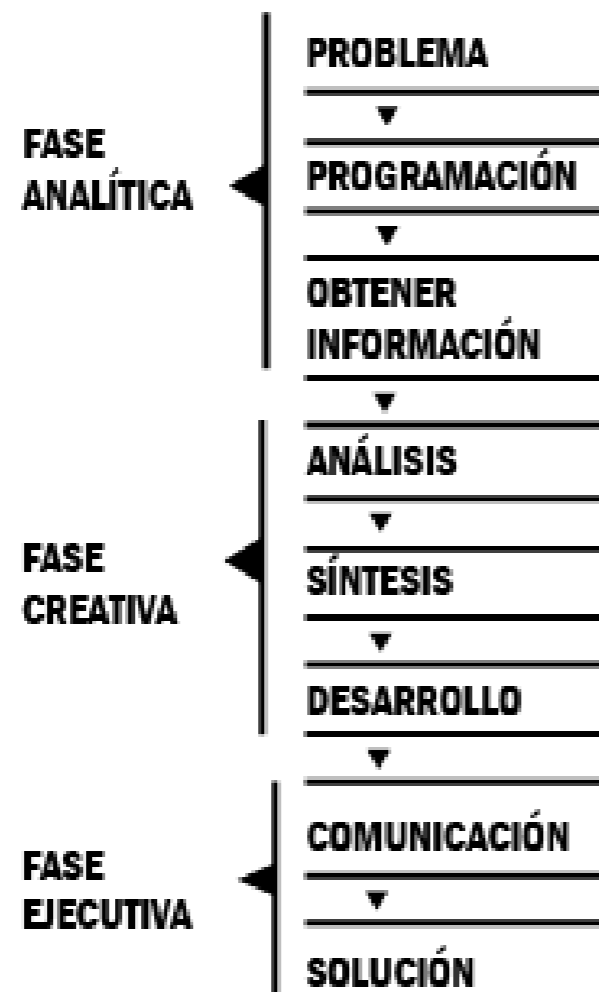 FASE
ANALÍTICA
PROBLEMA
PROGRAMACIÓN
OBTENER
INFORMACIÓN
FASE
CREATIVA
ANÁLISIS
SÍNTESIS
DESARROLLO
FASE
EJECUTIVA
COMUNICACIÓN
SOLUCIÓN